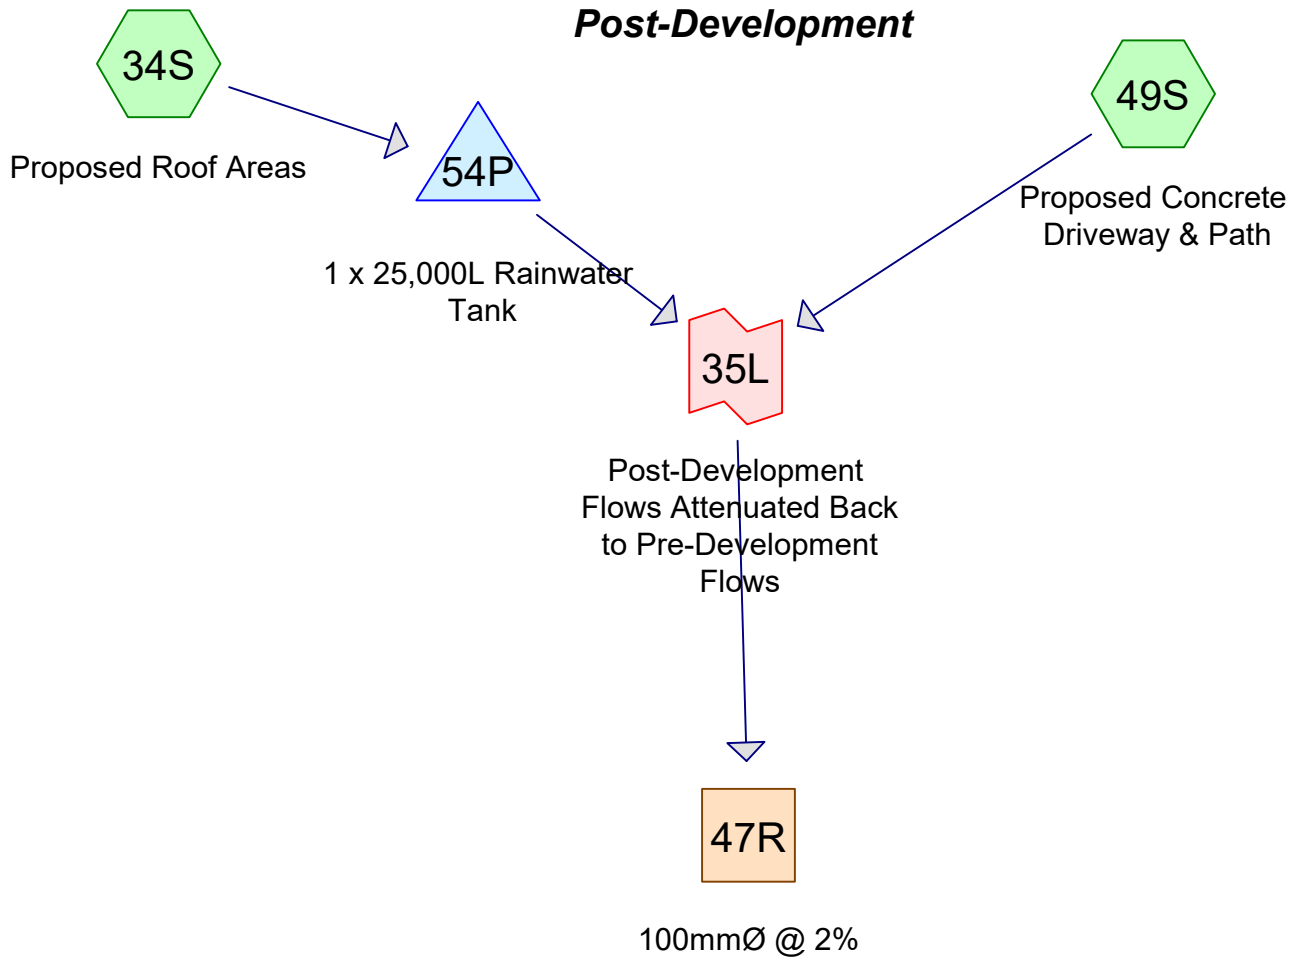 Post-Development
34S
Proposed Roof Areas
49S
Proposed Concrete
Driveway & Path
54P
1 x 25,000L Rainwater
Tank
35L
Post-Development
Flows Attenuated Back
to Pre-Development
Flows
47R
100mmØ @ 2%